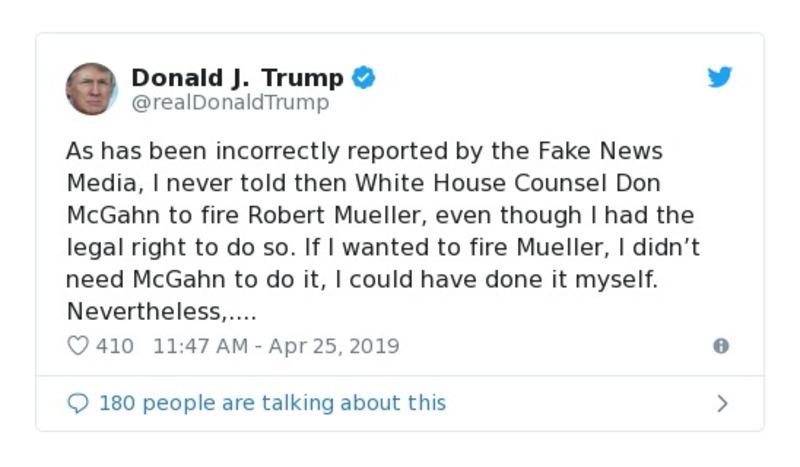 Donald J. Trump
@realDonaldTrump
As has been incorrectly reported by the Fake News
Media, I never told then White House Counsel Don
McGahn to fire Robert Mueller, even though I had the
legal right to do so. If I wanted to fire Mueller, I didn’t
need McGahn to do it, I could have done it myself.
Nevertheless,....
410 11:47 AM - Apr 25, 2019
180 people are talking about this